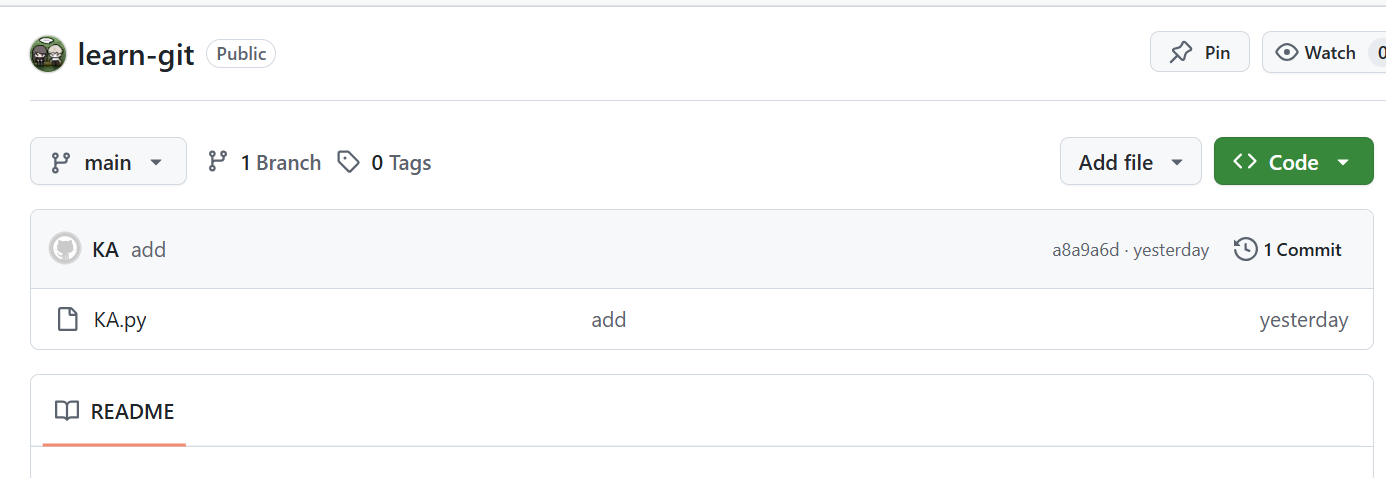 learn-git Public Pin Watch 0
main 1 Branch 0 Tags Add file Code
KA add a8a9a6d · yesterday 1 Commit
KA.py add yesterday
README